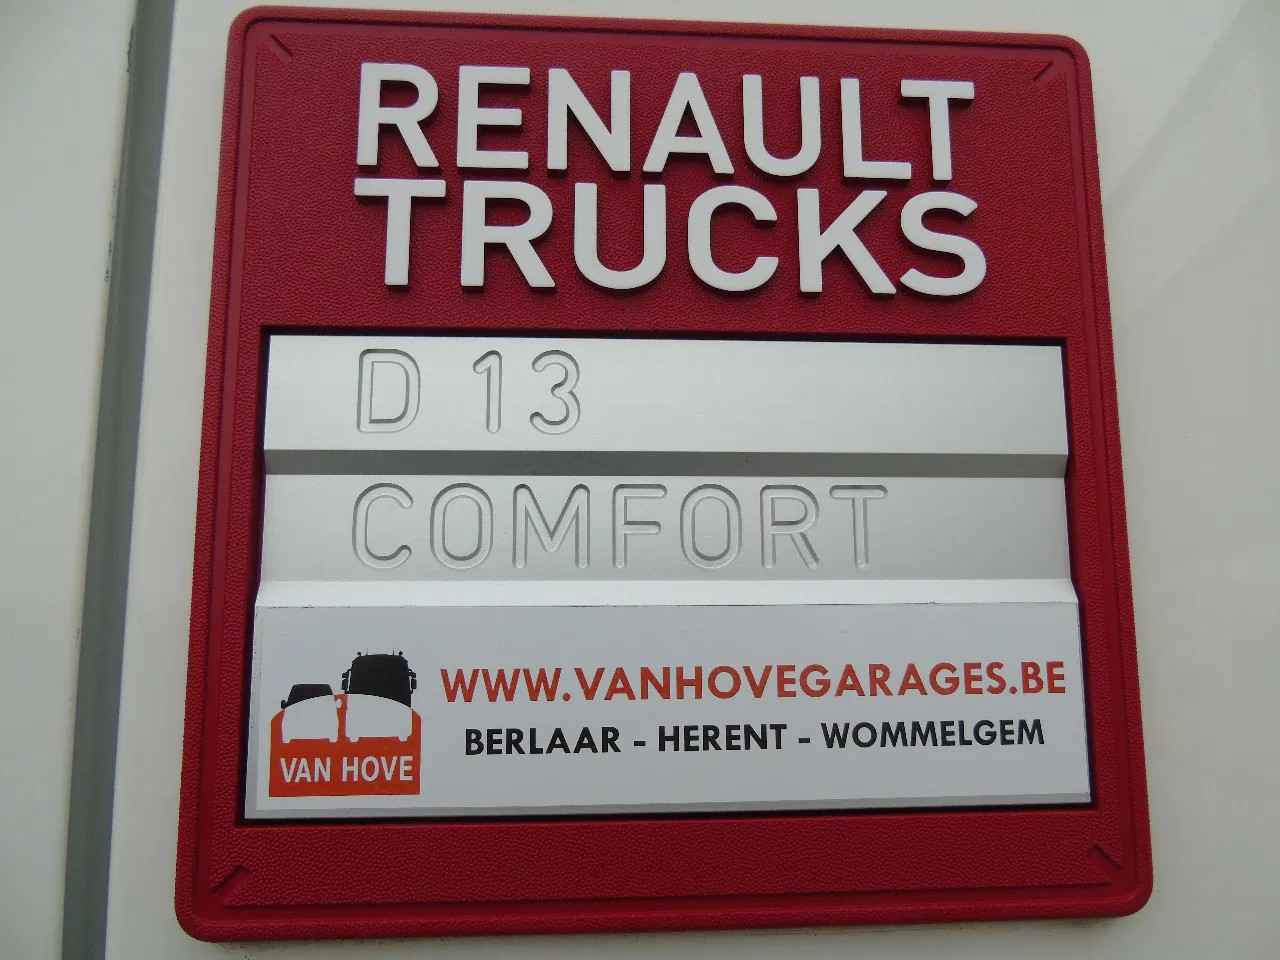 RENAULT
TRUCKS
D 13
COMFORT
WWW.VANHOVEGARAGES.BE
BERLAAR - HERENT - WOMMELGEM
VAN HOVE